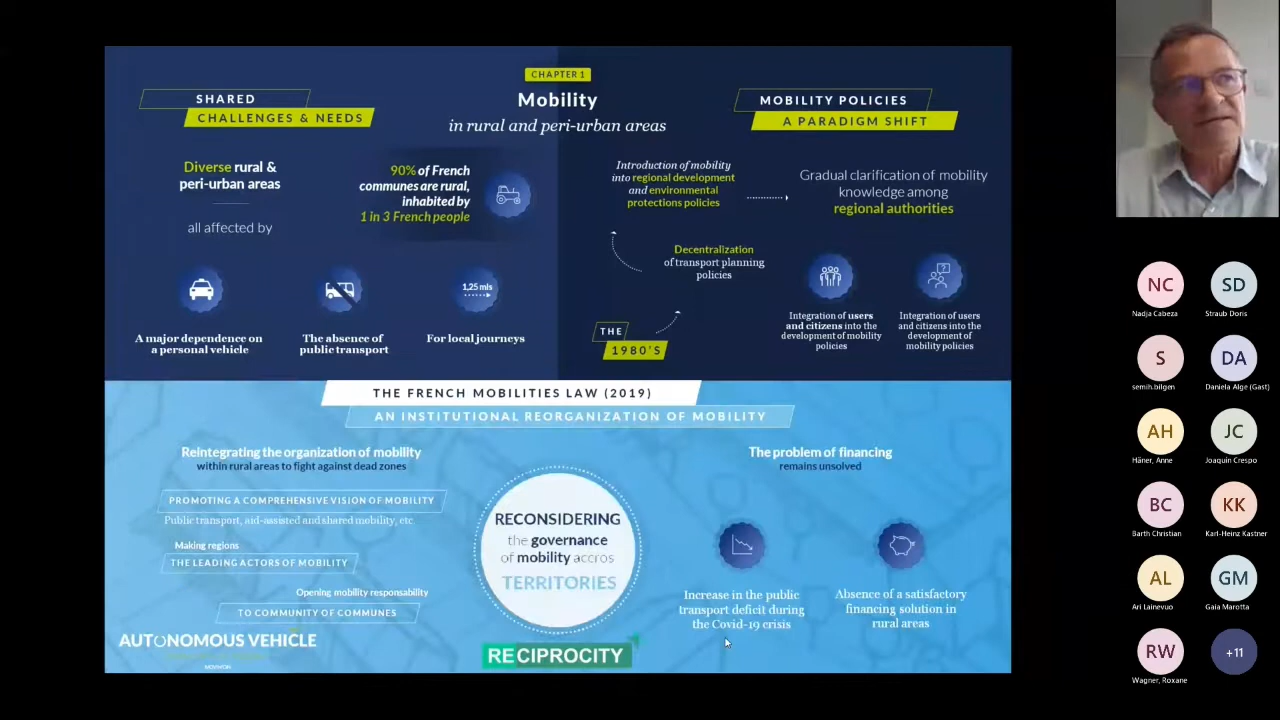 CHAPTER 1
Mobility
in rural and peri-urban areas
SHARED
CHALLENGES & NEEDS
Diverse rural &
peri-urban areas
all affected by
90% of French
communes are rural,
inhabited by
1 in 3 French people
A major dependence on
a personal vehicle
The absence of
public transport
1,25 mls
For local journeys
MOBILITY POLICIES
A PARADIGM SHIFT
Introduction of mobility
into regional development
and environmental
protections policies
Gradual clarification of mobility
knowledge among
regional authorities
Decentralization
of transport planning
policies
THE
1980'S
Integration of users
and citizens into the
development of mobility
policies
Integration of users
and citizens into the
development of
mobility policies
THE FRENCH MOBILITIES LAW (2019)
AN INSTITUTIONAL REORGANIZATION OF MOBILITY
Reintegrating the organization of mobility
within rural areas to fight against dead zones
PROMOTING A COMPREHENSIVE VISION OF MOBILITY
Public transport, aid-assisted and shared mobility, etc.
Making regions
THE LEADING ACTORS OF MOBILITY
Opening mobility responsability
TO COMMUNITY OF COMMUNES
RECONSIDERING
the governance
of mobility accros
TERRITORIES
The problem of financing
remains unsolved
Increase in the public
transport deficit during
the Covid-19 crisis
Absence of a satisfactory
financing solution in
rural areas
AUTONOMOUS VEHICLE
RECIPROCITY
NC
Nadja Cabeza
SD
Straub Doris
S
semih.bilgen
DA
Daniela Alge (Gast)
AH
Häner, Anne
JC
Joaquin Crespo
BC
Barth Christian
KK
Karl-Heinz Kastner
AL
Ari Lainevuo
GM
Gaia Marotta
RW
Wagner, Roxane
+11